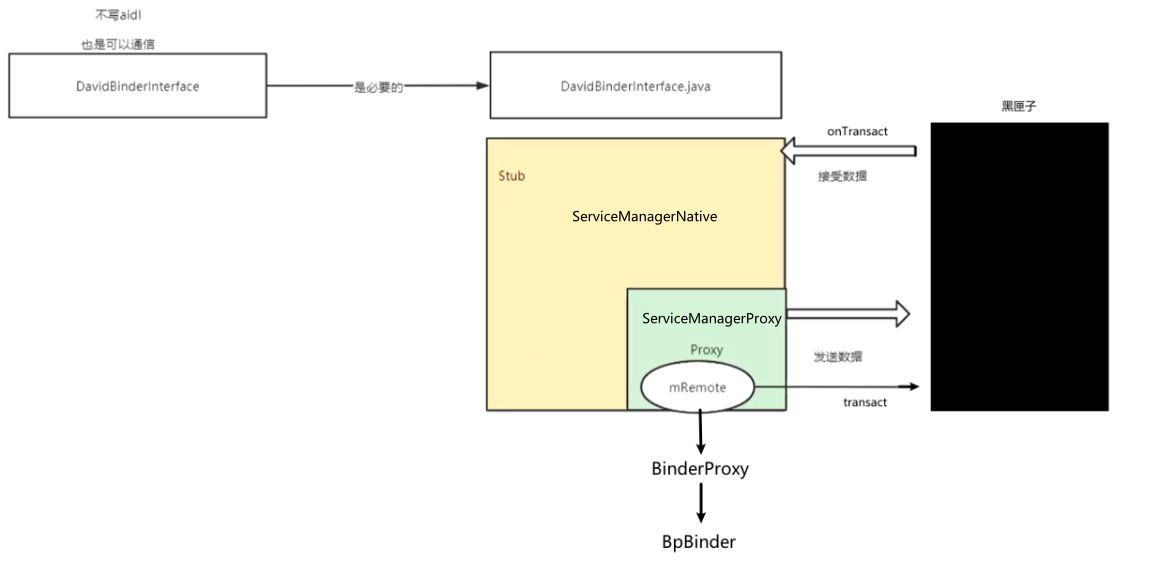 不写aidl
也是可以通信
DavidBinderInterface
是必要的
DavidBinderInterface.java
黑匣子
onTransact
接受数据
Stub
ServiceManagerNative
ServiceManagerProxy
Proxy
发送数据
mRemote
transact
BinderProxy
BpBinder